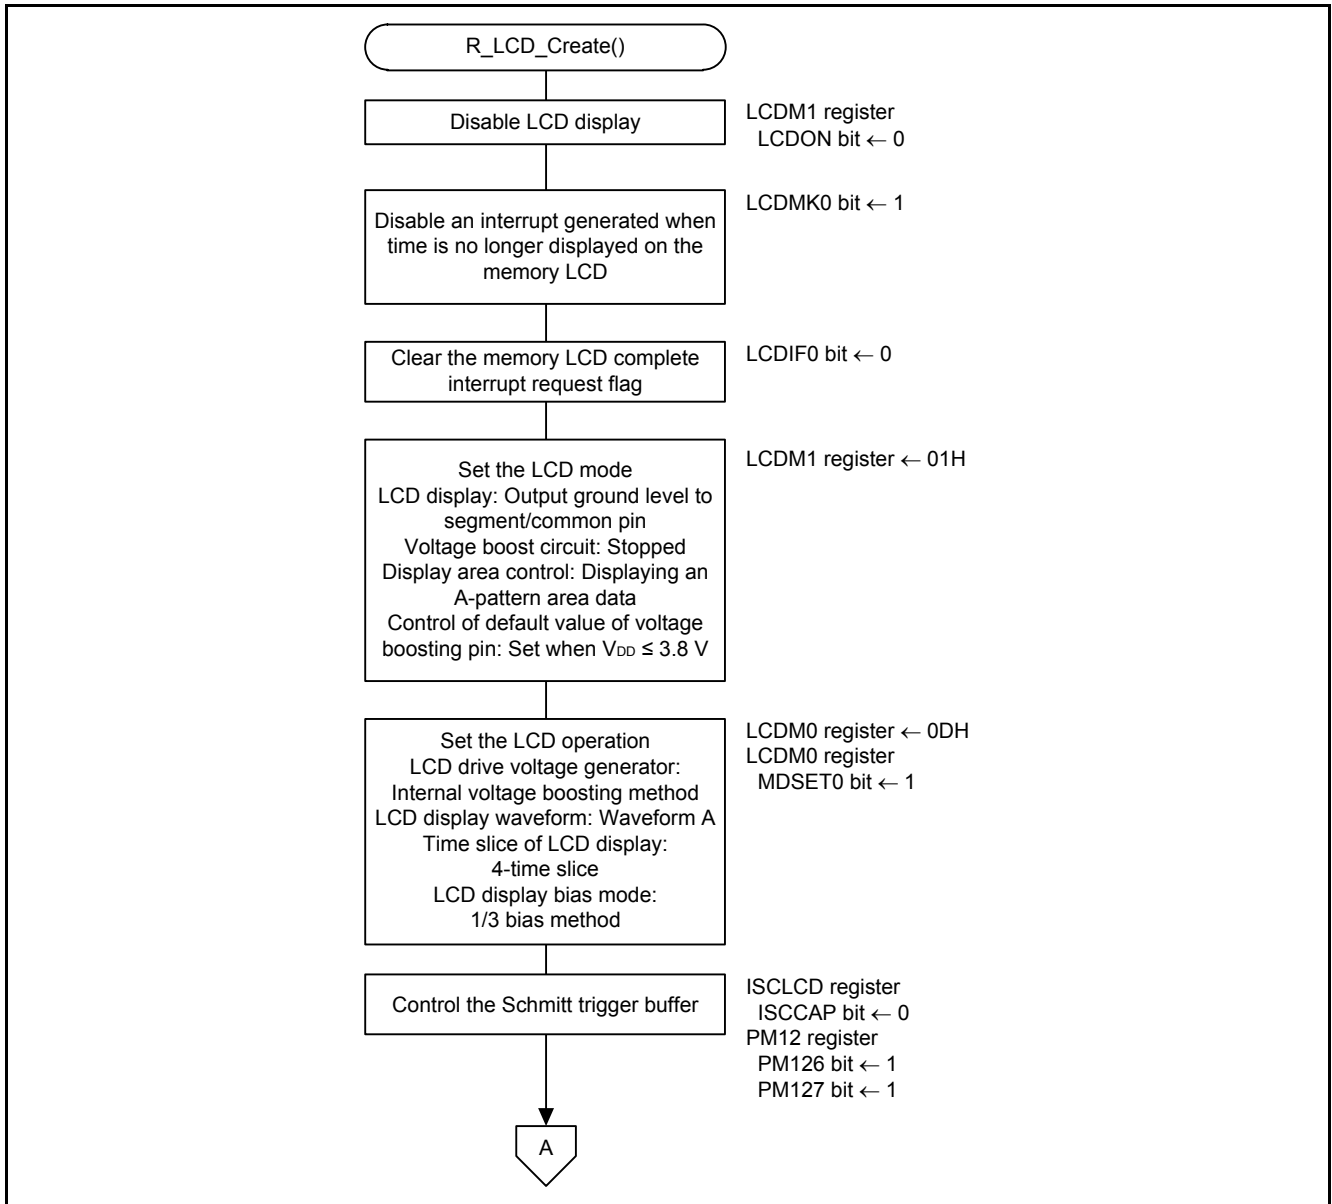 R_LCD_Create()
Disable LCD display
LCDM1 register
LCDON bit ← 0
Disable an interrupt generated when
time is no longer displayed on the
memory LCD
LCDMK0 bit ← 1
Clear the memory LCD complete
interrupt request flag
LCDIF0 bit ← 0
Set the LCD mode
LCD display: Output ground level to
segment/common pin
Voltage boost circuit: Stopped
Display area control: Displaying an
A-pattern area data
Control of default value of voltage
boosting pin: Set when VDD ≤ 3.8 V
LCDM1 register ← 01H
Set the LCD operation
LCD drive voltage generator:
Internal voltage boosting method
LCD display waveform: Waveform A
Time slice of LCD display:
4-time slice
LCD display bias mode:
1/3 bias method
LCDM0 register ← 0DH
LCDM0 register
MDSET0 bit ← 1
Control the Schmitt trigger buffer
ISCLCD register
ISCCAP bit ← 0
PM12 register
PM126 bit ← 1
PM127 bit ← 1
A